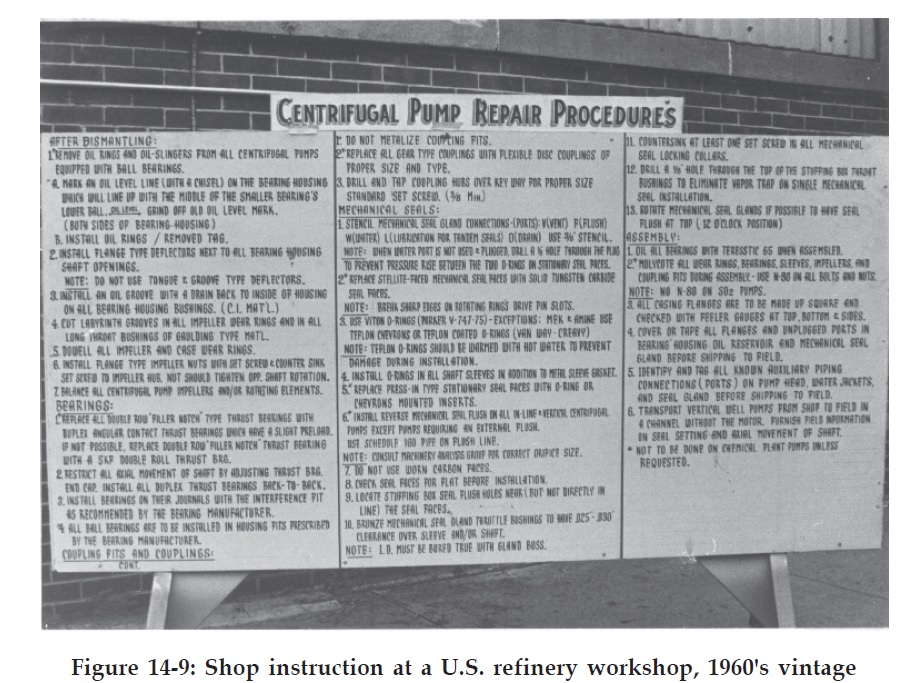 CENTRIFUGAL PUMP REPAIR PROCEDURES
AFTER DISMANTLING:
1.*REMOVE OIL RINGS AND OIL-SLINGERS FROM ALL CENTRIFUGAL PUMPS
EQUIPPED WITH BALL BEARINGS.
*A. MARK AN OIL LEVEL LINE (WITH A CHISEL) ON THE BEARING HOUSING
WHICH WILL LINE UP WITH THE MIDDLE OF THE SMALLER BEARING'S
LOWER BALL. OIL LEVEL GRIND OFF OLD OIL LEVEL MARK.
(BOTH SIDES OF BEARING HOUSING)
B. INSTALL OIL RINGS / REMOVED TAG.
2. INSTALL FLANGE TYPE DEFLECTORS NEXT TO ALL BEARING HOUSING
SHAFT OPENINGS.
NOTE: DO NOT USE TONGUE & GROOVE TYPE DEFLECTORS.
3. INSTALL AN OIL GROOVE WITH A DRAIN BACK TO INSIDE OF HOUSING
ON ALL BEARING HOUSING BUSHINGS. (C.I. MAT'L)
4. CUT LABYRINTH GROOVES IN ALL IMPELLER WEAR RINGS AND IN ALL
LONG THROAT BUSHINGS OF GAULDING TYPE MATL.
5. DOWELL ALL IMPELLER AND CASE WEAR RINGS.
6. INSTALL FLANGE TYPE IMPELLER NUTS WITH SET SCREW & COUNTER SINK
SET SCREW TO IMPELLER HUB. NUT SHOULD TIGHTEN OPP. SHAFT ROTATION.
7. BALANCE ALL CENTRIFUGAL PUMP IMPELLERS AND/OR ROTATING ELEMENTS.
BEARINGS:
1.*REPLACE ALL DOUBLE ROW "FILLER NOTCH" TYPE THRUST BEARINGS WITH
DUPLEX ANGULAR CONTACT THRUST BEARINGS WHICH HAVE A SLIGHT PRELOAD.
IF NOT POSSIBLE, REPLACE DOUBLE ROW "FILLER NOTCH" THRUST BEARING
WITH A SKF DOUBLE ROLL THRUST BRG.
2. RESTRICT ALL AXIAL MOVEMENT OF SHAFT BY ADJUSTING THRUST BRG.
END CAP. INSTALL ALL DUPLEX THRUST BEARINGS BACK-TO-BACK.
3. INSTALL BEARINGS ON THEIR JOURNALS WITH THE INTERFERENCE FIT
AS RECOMMENDED BY THE BEARING MANUFACTURER.
4. ALL BALL BEARINGS ARE TO BE INSTALLED IN HOUSING FITS PRESCRIBED
BY THE BEARING MANUFACTURER.
COUPLING FITS AND COUPLINGS:
CONT.
1. DO NOT METALIZE COUPLING FITS.
2.*REPLACE ALL GEAR TYPE COUPLINGS WITH FLEXIBLE DISC COUPLINGS OF
PROPER SIZE AND TYPE.
3. DRILL AND TAP COUPLING HUBS OVER KEY WAY FOR PROPER SIZE
STANDARD SET SCREW. (3/8 MIN.)
MECHANICAL SEALS:
1. STENCIL MECHANICAL SEAL GLAND CONNECTIONS-(PORTS): V(VENT) F(FLUSH)
W(WATER) L(LUBRICATION FOR TANDEM SEALS) D(DRAIN) USE STENCIL.
NOTE: WHEN WATER PORT IS NOT USED & PLUGGED, DRILL A HOLE THROUGH THE PLUG
TO PREVENT PRESSURE RISE BETWEEN THE TWO O-RINGS ON STATIONARY SEAL FACES.
2.*REPLACE STELLITE-FACED MECHANICAL SEAL FACES WITH SOLID TUNGSTEN CARBIDE
SEAL FACES.
NOTE: BREAK SHARP EDGES ON ROTATING RINGS DRIVE PIN SLOTS.
3. USE VITON O-RINGS (PARKER V-747-75) - EXCEPTIONS: MEK & AMINE USE
TEFLON CHEVRONS OR TEFLON COATED O-RINGS (VAN WAY - CREAVY)
NOTE: TEFLON O-RINGS SHOULD BE WARMED WITH HOT WATER TO PREVENT
DAMAGE DURING INSTALLATION.
4. INSTALL O-RINGS IN ALL SHAFT SLEEVES IN ADDITION TO METAL SLEEVE GASKET.
5.* REPLACE PRESS-IN TYPE STATIONARY SEAL FACES WITH O-RING OR
CHEVRONS MOUNTED INSERTS.
6.* INSTALL REVERSE MECHANICAL SEAL FLUSH ON ALL IN-LINE & VERTICAL CENTRIFUGAL
PUMPS EXCEPT PUMPS REQUIRING AN EXTERNAL FLUSH.
USE SCHEDULE 160 PIPE ON FLUSH LINE.
NOTE: CONSULT MACHINERY ANALYSIS GROUP FOR CORRECT ORIFICE SIZE.
7. DO NOT USE WORN CARBON FACES.
8. CHECK SEAL FACES FOR FLAT BEFORE INSTALLATION.
9. LOCATE STUFFING BOX SEAL FLUSH HOLES NEAR (BUT NOT DIRECTLY IN
LINE) THE SEAL FACES.
10. BRONZE MECHANICAL SEAL GLAND THROTTLE BUSHINGS TO HAVE .025"-.030"
CLEARANCE OVER SLEEVE AND/OR SHAFT.
NOTE: I.D. MUST BE BORED TRUE WITH GLAND BOSS.
11. COUNTERSINK AT LEAST ONE SET SCREW IN ALL MECHANICAL
SEAL LOCKING COLLARS.
12. DRILL A HOLE THROUGH THE TOP OF THE STUFFING BOX THROAT
BUSHINGS TO ELIMINATE VAPOR TRAP ON SINGLE MECHANICAL
SEAL INSTALLATION.
13. ROTATE MECHANICAL SEAL GLANDS IF POSSIBLE TO HAVE SEAL
FLUSH AT TOP (12 O'CLOCK POSITION)
ASSEMBLY:
1. OIL ALL BEARINGS WITH TERESSTIC 65 WHEN ASSEMBLED.
2.*MOLYCOTE ALL WEAR RINGS, BEARINGS, SLEEVES, IMPELLERS, AND
COUPLING FITS DURING ASSEMBLY - USE N-80 ON ALL BOLTS AND NUTS.
NOTE: NO N-80 ON SO2 PUMPS.
3. ALL CASING FLANGES ARE TO BE MADE UP SQUARE AND
CHECKED WITH FEELER GAUGES AT TOP, BOTTOM & SIDES.
4. COVER OR TAPE ALL FLANGES AND UNPLUGGED PORTS IN
BEARING HOUSING OIL RESERVOIR AND MECHANICAL SEAL
GLAND BEFORE SHIPPING TO FIELD.
5. IDENTIFY AND TAG ALL KNOWN AUXILIARY PIPING
CONNECTIONS (PORTS) ON PUMP HEAD, WATER JACKETS,
AND SEAL GLAND BEFORE SHIPPING TO FIELD.
6. TRANSPORT VERTICAL WELL PUMPS FROM SHOP TO FIELD IN
A CHANNEL WITHOUT THE MOTOR. FURNISH FIELD INFORMATION
ON SEAL SETTING AND AXIAL MOVEMENT OF SHAFT.
* NOT TO BE DONE ON CHEMICAL PLANT PUMPS UNLESS
REQUESTED.
Figure 14-9: Shop instruction at a U.S. refinery workshop, 1960's vintage